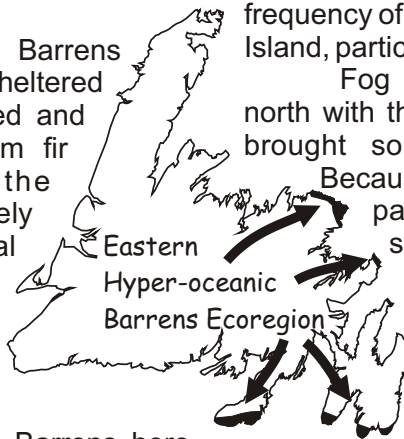 Barrens
heltered
ed and
m fir
the
ely
al
frequency of
Island, partic
Fog
north with th
brought so
Becau
pa
s
Eastern
Hyper-oceanic
Barrens Ecoregion
Barrens bare